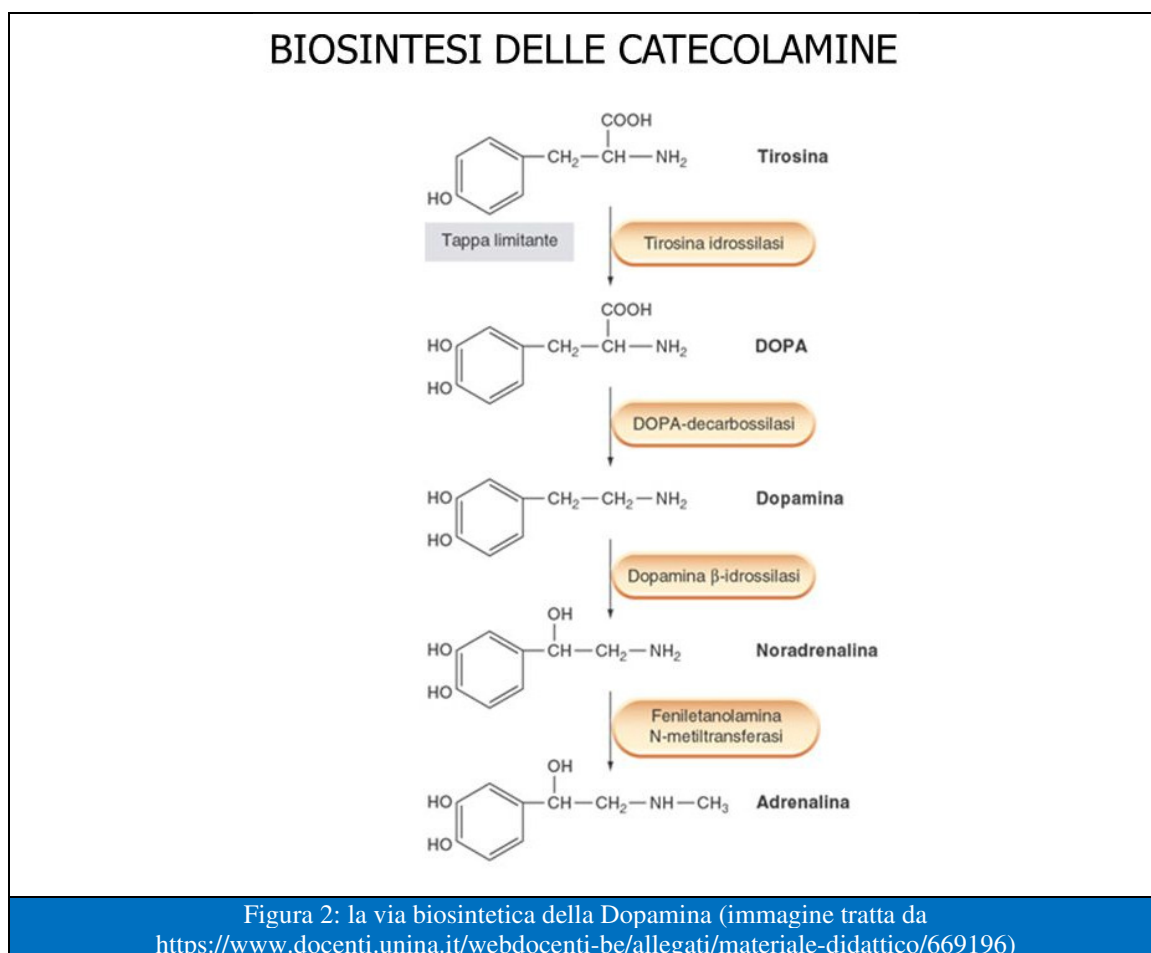 BIOSINTESI DELLE CATECOLAMINE
COOH
CH2—CH—NH2 Tirosina
HO
Tappa limitante Tirosina idrossilasi
COOH
HO CH2—CH—NH2 DOPA
HO
DOPA-decarbossilasi
HO CH2—CH2—NH2 Dopamina
HO
Dopamina β-idrossilasi
OH
HO CH—CH2—NH2 Noradrenalina
HO
Feniletanolamina
N-metiltransferasi
OH
HO CH—CH2—NH—CH3 Adrenalina
HO
Figura 2: la via biosintetica della Dopamina (immagine tratta da
https://www.docenti.unina.it/webdocenti-be/allegati/materiale-didattico/669196)